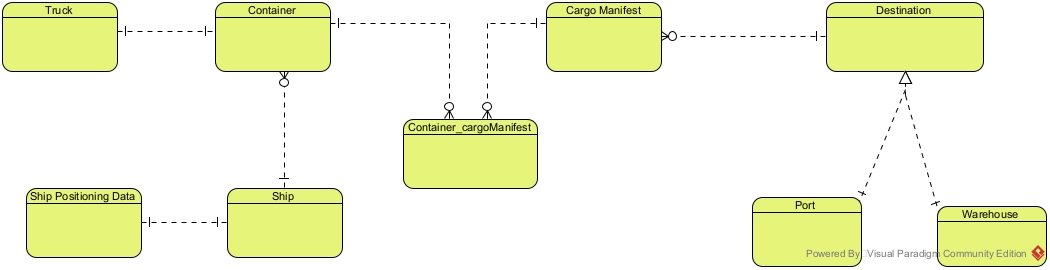 Truck
Container
Cargo Manifest
Destination
Container_cargoManifest
Ship Positioning Data
Ship
Port
Warehouse
Powered By Visual Paradigm Community Edition